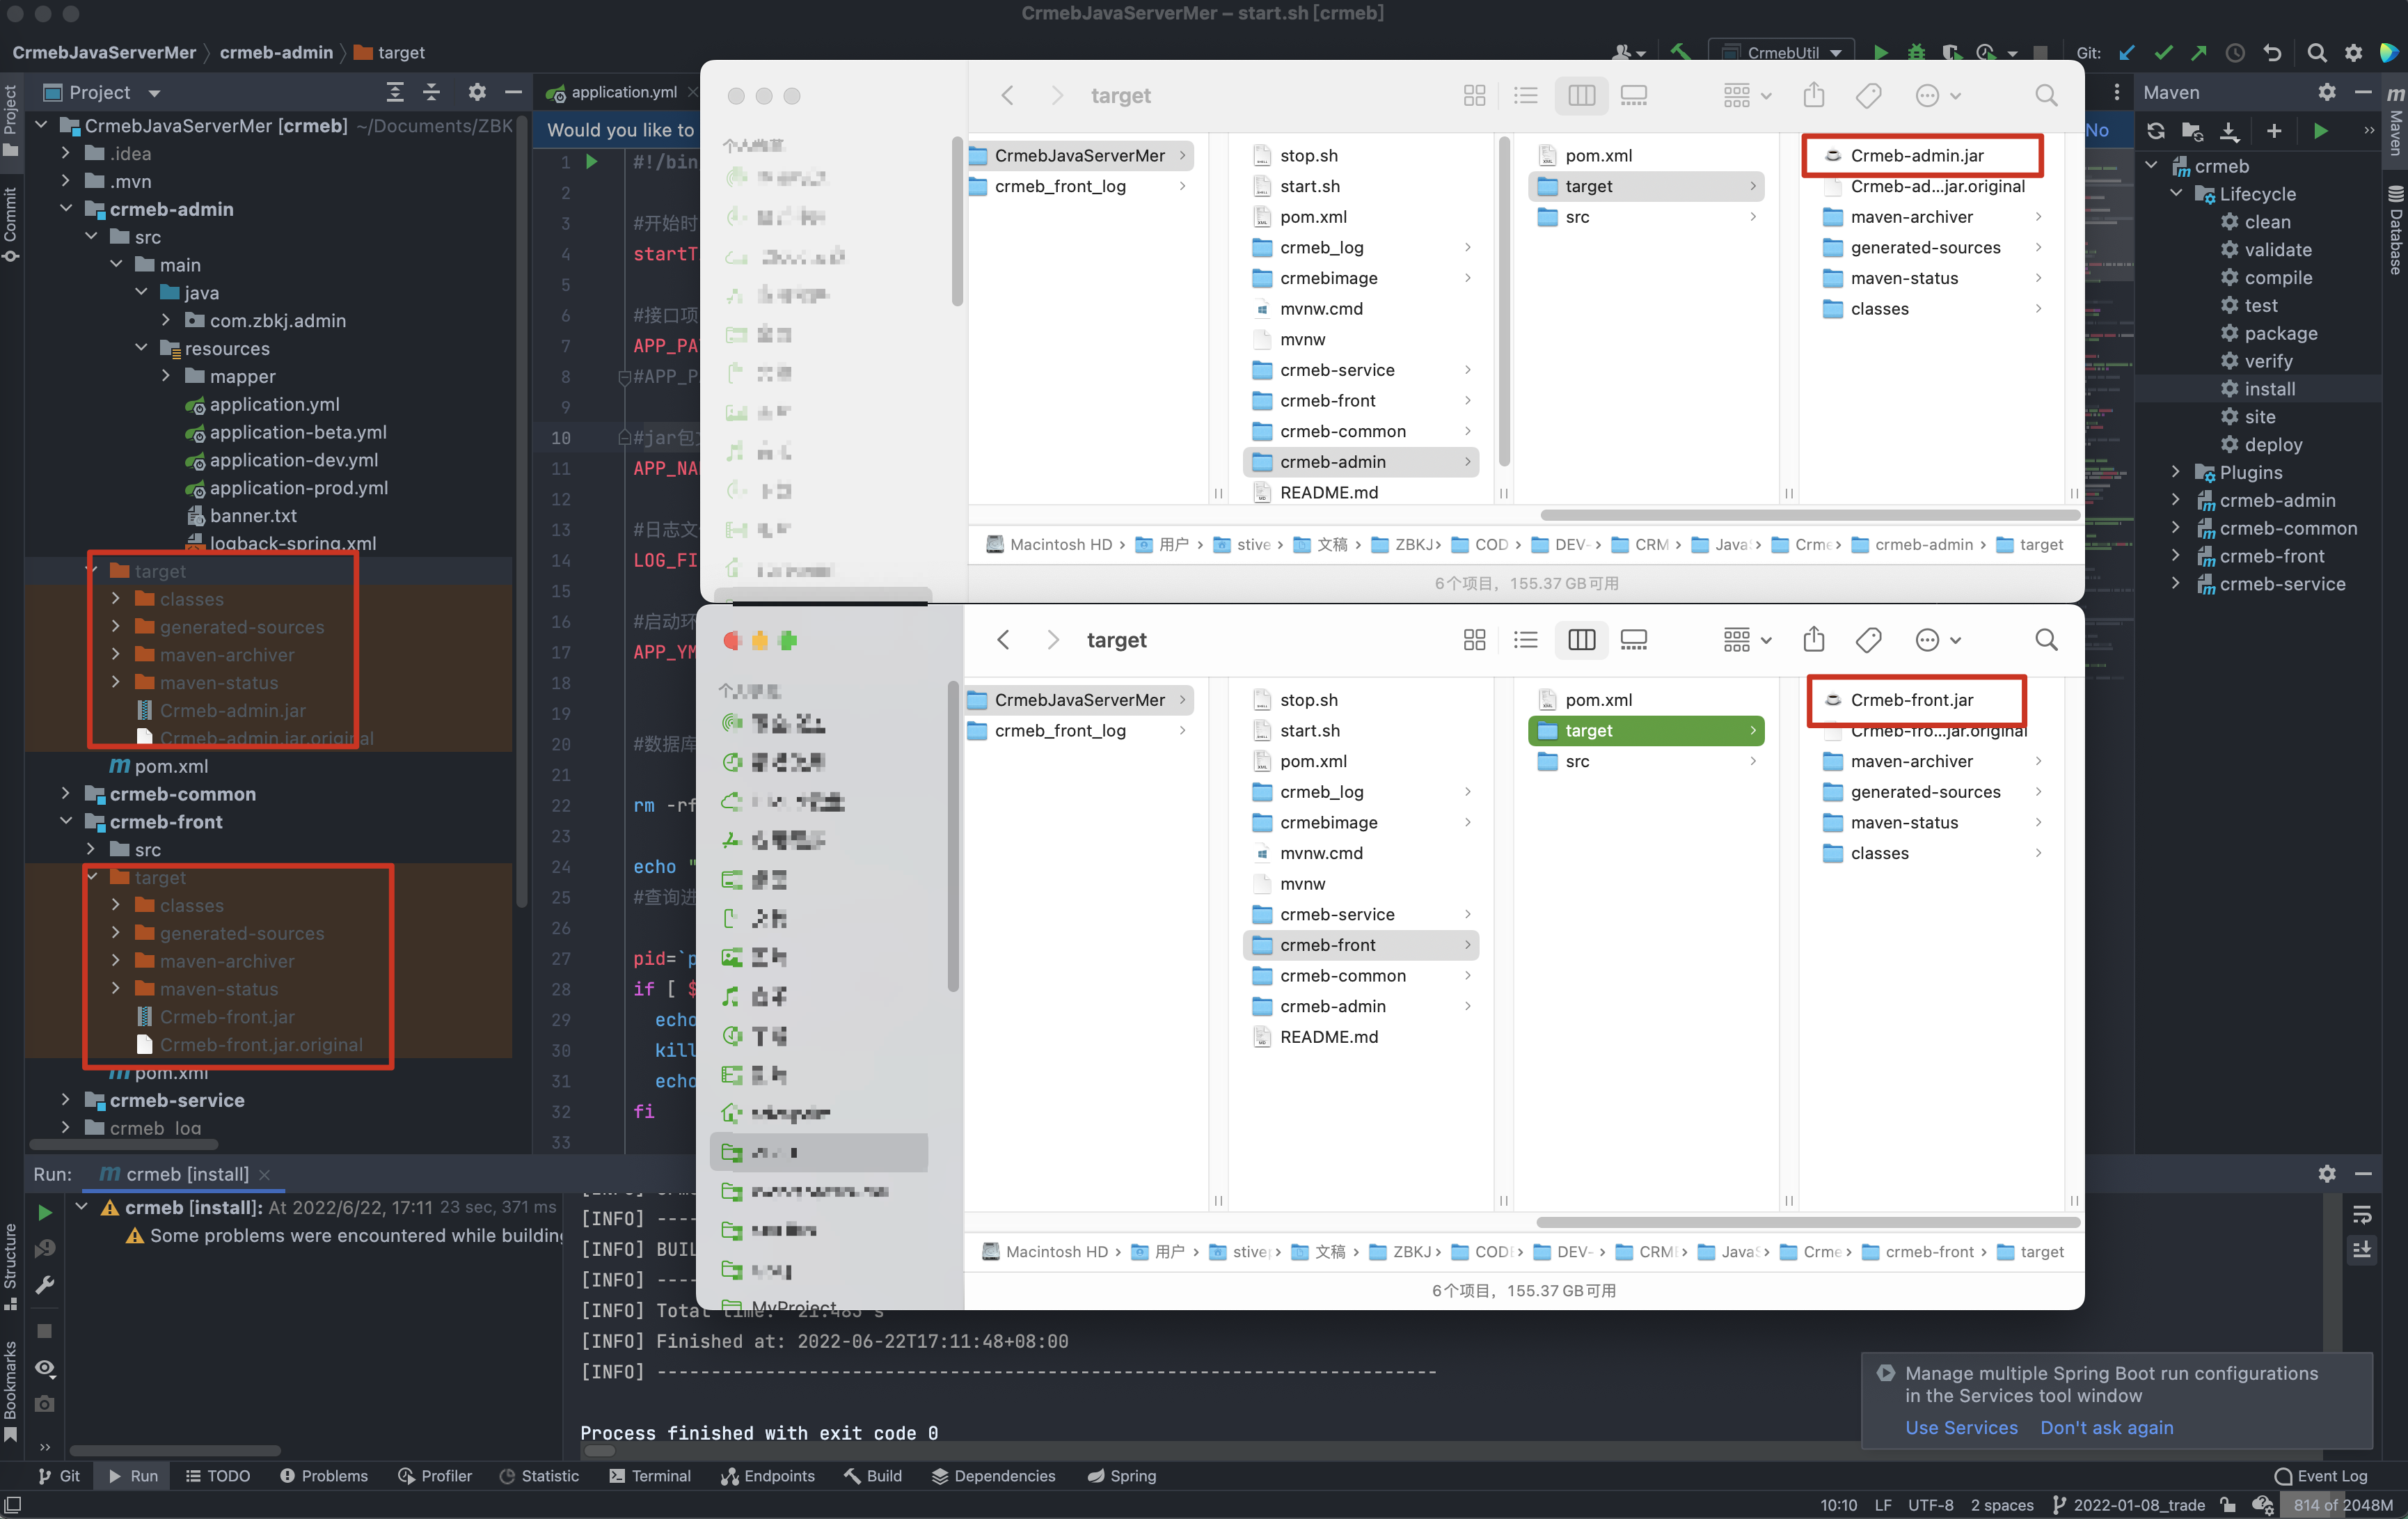 CrmebJavaServerMer – start.sh [crmeb]
CrmebJavaServerMer
crmeb-admin
target
CrmebUtil
Git:
Project
Commit
Structure
Bookmarks
Project
CrmebJavaServerMer [crmeb] ~/Documents/ZBK
.idea
.mvn
crmeb-admin
src
main
java
com.zbkj.admin
resources
mapper
application.yml
application-beta.yml
application-dev.yml
application-prod.yml
banner.txt
logback-spring.xml
target
classes
generated-sources
maven-archiver
maven-status
Crmeb-admin.jar
Crmeb-admin.jar.original
pom.xml
crmeb-common
crmeb-front
src
target
classes
generated-sources
maven-archiver
maven-status
Crmeb-front.jar
Crmeb-front.jar.original
pom.xml
crmeb-service
crmeb_log
application.yml
Would you like to
No
1 #!/bin
2
3 #开始时
4 startT
5
6 #接口项
7 APP_PA
8 #APP_P
9
10 #jar包
11 APP_NA
12
13 #日志文
14 LOG_FI
15
16 #启动环
17 APP_YM
18
19
20 #数据库
21
22 rm -rf
23
24 echo "
25 #查询进
26
27 pid=`p
28 if [ $
29 echo
30 kill
31 echo
32 fi
33
target
CrmebJavaServerMer
crmeb_front_log
stop.sh
start.sh
pom.xml
crmeb_log
crmebimage
mvnw.cmd
mvnw
crmeb-service
crmeb-front
crmeb-common
crmeb-admin
README.md
pom.xml
target
src
Crmeb-admin.jar
Crmeb-ad...jar.original
maven-archiver
generated-sources
maven-status
classes
Macintosh HD › 用户 › stive › 文稿 › ZBKJ › COD › DEV- › CRM › Java › Crme › crmeb-admin › target
6个项目，155.37 GB可用
target
CrmebJavaServerMer
crmeb_front_log
stop.sh
start.sh
pom.xml
crmeb_log
crmebimage
mvnw.cmd
mvnw
crmeb-service
crmeb-front
crmeb-common
crmeb-admin
README.md
pom.xml
target
src
Crmeb-front.jar
Crmeb-fro...jar.original
maven-archiver
generated-sources
maven-status
classes
MyProject
Macintosh HD › 用户 › stive › 文稿 › ZBKJ › COD › DEV- › CRM › Java › Crme › crmeb-front › target
6个项目，155.37 GB可用
Maven
crmeb
Lifecycle
clean
validate
compile
test
package
verify
install
site
deploy
Plugins
crmeb-admin
crmeb-common
crmeb-front
crmeb-service
Maven
Database
Run: crmeb [install]
crmeb [install]: At 2022/6/22, 17:11 23 sec, 371 ms
Some problems were encountered while building
[INFO] ----
[INFO] BUIL
[INFO] ----
[INFO] Total time: 21.485 s
[INFO] Finished at: 2022-06-22T17:11:48+08:00
[INFO] ------------------------------------------------------------------------
Process finished with exit code 0
Manage multiple Spring Boot run configurations
in the Services tool window
Use Services Don't ask again
Git Run TODO Problems Profiler Statistic Terminal Endpoints Build Dependencies Spring Event Log
10:10 LF UTF-8 2 spaces 2022-01-08_trade 814 of 2048M